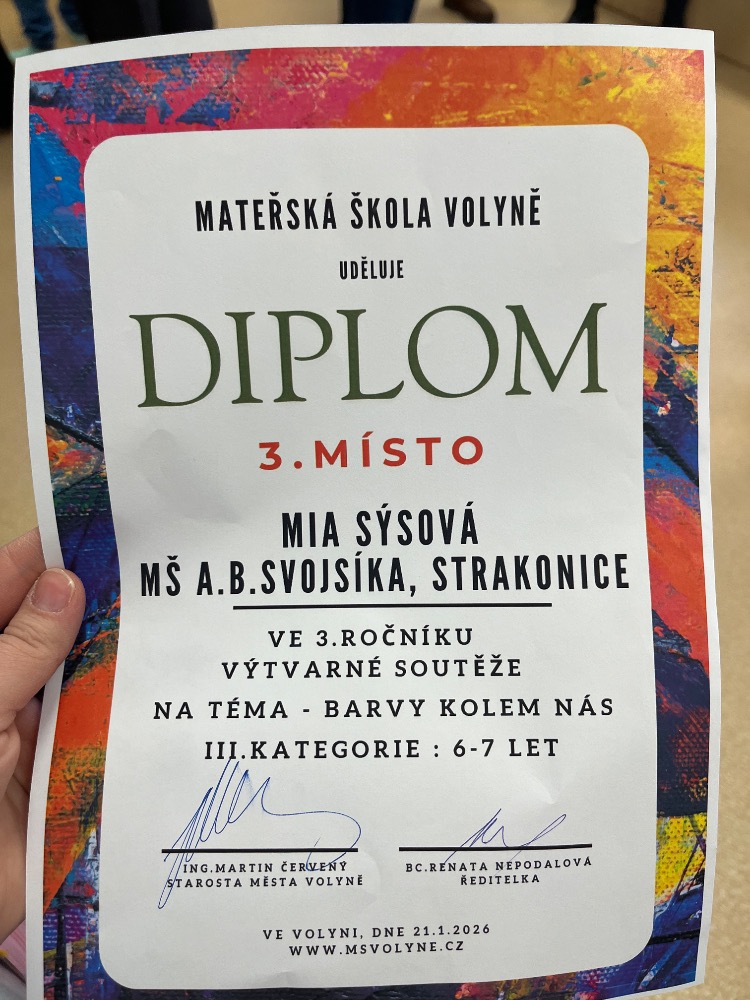 MATEŘSKÁ ŠKOLA VOLYNĚ
UDĚLUJE
DIPLOM
3.MÍSTO
MIA SÝSOVÁ
MŠ A.B.SVOJSÍKA, STRAKONICE
VE 3.ROČNÍKU
VÝTVARNÉ SOUTĚŽE
NA TÉMA - BARVY KOLEM NÁS
III.KATEGORIE : 6-7 LET
ING.MARTIN ČERVENÝ
STAROSTA MĚSTA VOLYNĚ
BC.RENATA NEPODALOVÁ
ŘEDITELKA
VE VOLYNI, DNE 21.1.2026
WWW.MSVOLYNE.CZ